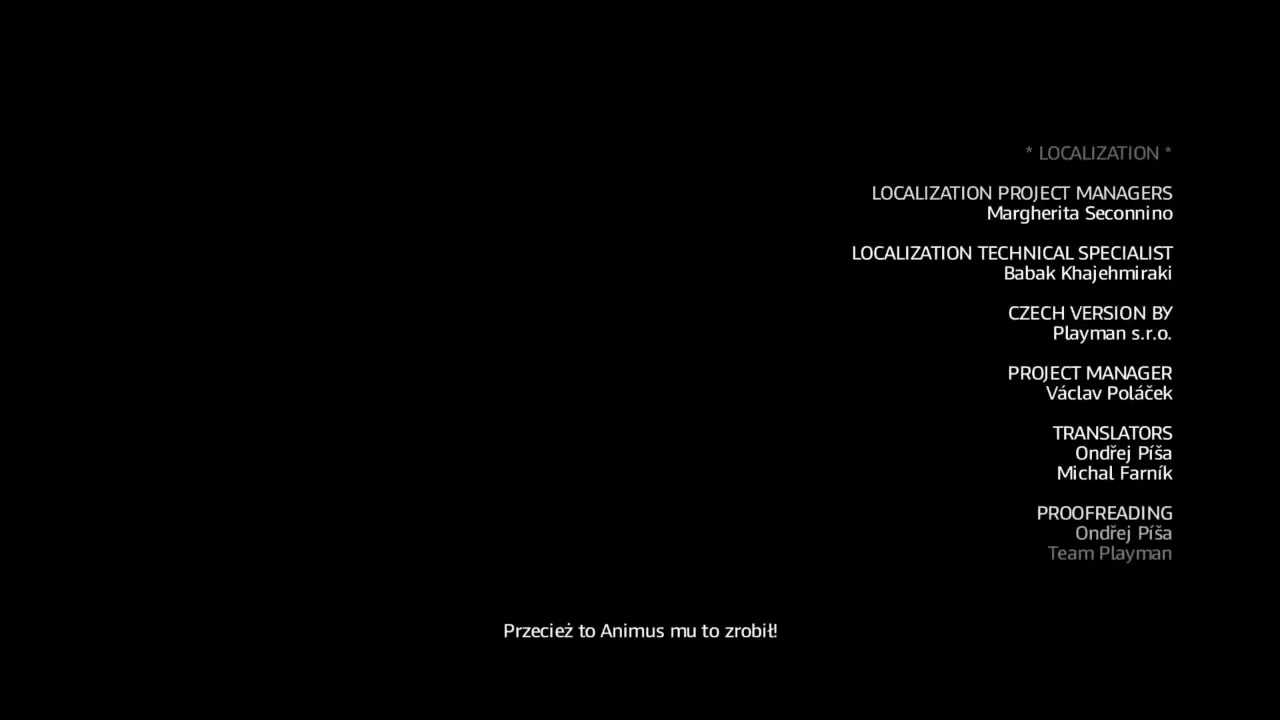 * LOCALIZATION *
LOCALIZATION PROJECT MANAGERS
Margherita Seconnino
LOCALIZATION TECHNICAL SPECIALIST
Babak Khajehmiraki
CZECH VERSION BY
Playman s.r.o.
PROJECT MANAGER
Václav Poláček
TRANSLATORS
Ondřej Píša
Michal Farník
PROOFREADING
Ondřej Píša
Team Playman
Przecież to Animus mu to zrobił!